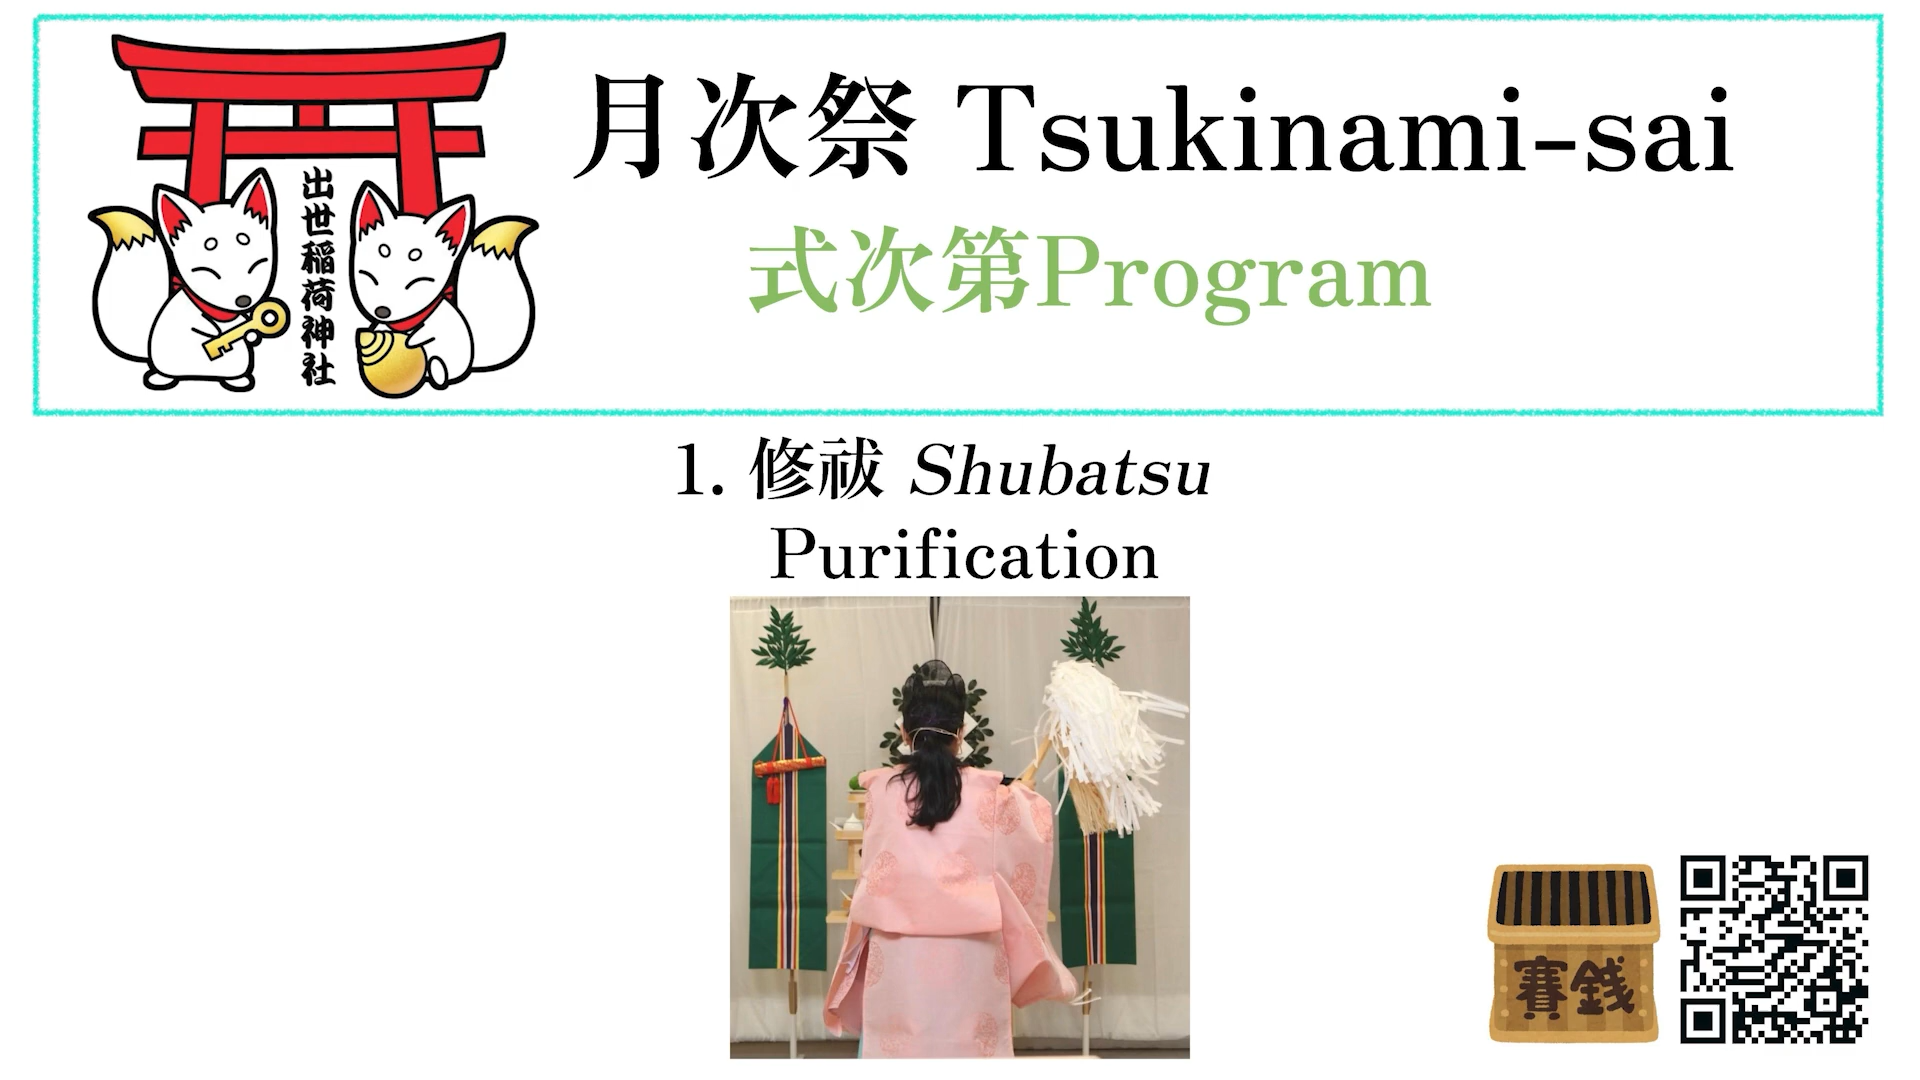 月次祭 Tsukinami-sai
式次第Program
出世稲荷神社
1. 修祓 Shubatsu
Purification
賽銭